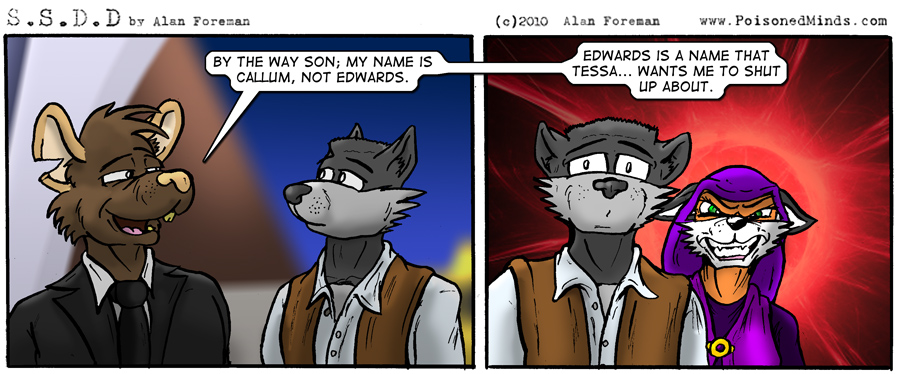 S.S.D.D by Alan Foreman
(c)2010 Alan Foreman www.PoisonedMinds.com
BY THE WAY SON; MY NAME IS
CALLUM, NOT EDWARDS.
EDWARDS IS A NAME THAT
TESSA... WANTS ME TO SHUT
UP ABOUT.